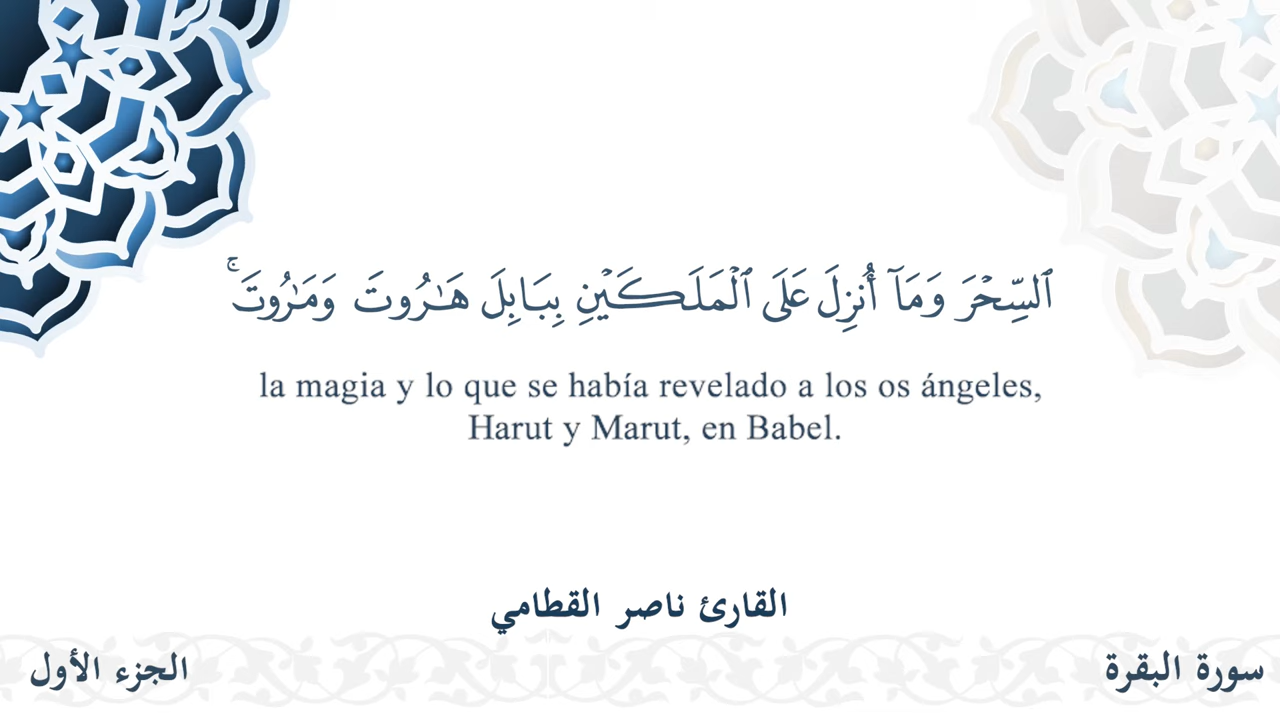 ٱلسِّحْرَ وَمَآ أُنزِلَ عَلَى ٱلْمَلَكَيْنِ بِبَابِلَ هَـٰرُوتَ وَمَـٰرُوتَ ۚ
la magia y lo que se había revelado a los os ángeles,
Harut y Marut, en Babel.
القارئ ناصر القطامي
سورة البقرة
الجزء الأول